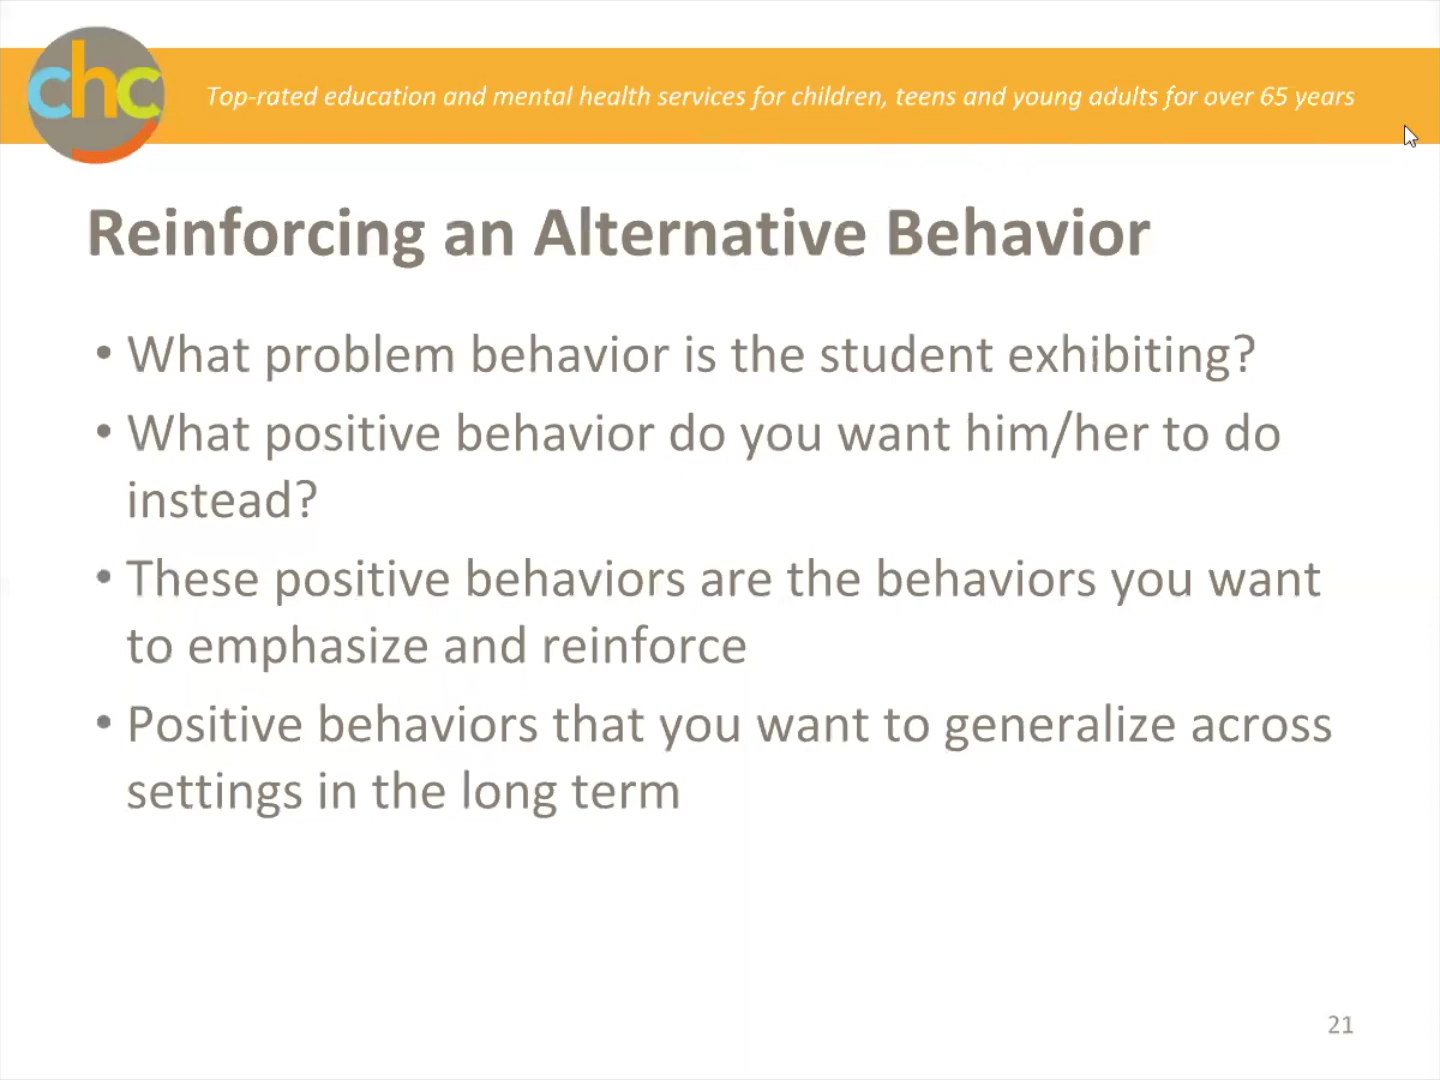 chc
Top-rated education and mental health services for children, teens and young adults for over 65 years
Reinforcing an Alternative Behavior
• What problem behavior is the student exhibiting?
• What positive behavior do you want him/her to do
instead?
• These positive behaviors are the behaviors you want
to emphasize and reinforce
• Positive behaviors that you want to generalize across
settings in the long term
21